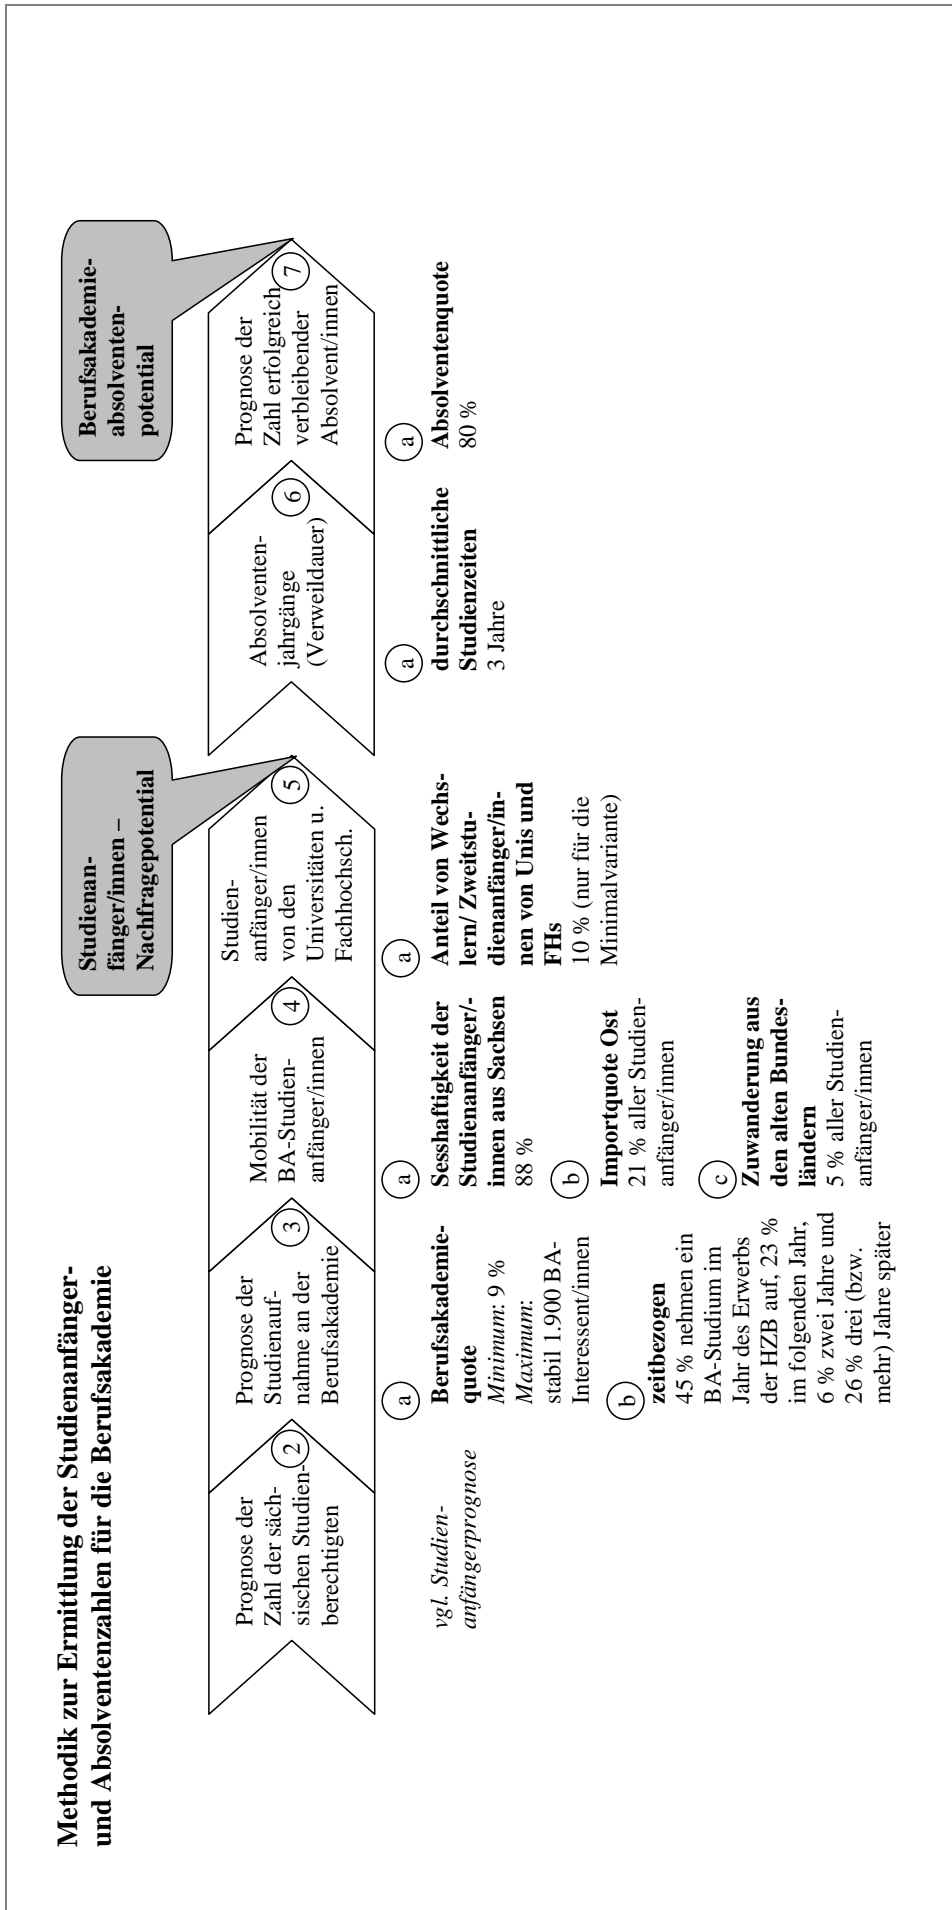 Methodik zur Ermittlung der Studienanfänger-
und Absolventenzahlen für die Berufsakademie
Studienan-
fänger/innen –
Nachfragepotential
Berufsakademie-
absolventen-
potential
Prognose der
Zahl der säch-
sischen Studien-
berechtigten
2
Prognose der
Studienauf-
nahme an der
Berufsakademie
3
Mobilität der
BA-Studien-
anfänger/innen
4
Studien-
anfänger/innen
von den
Universitäten u.
Fachhochsch.
5
Absolventen-
jahrgänge
(Verweildauer)
6
Prognose der
Zahl erfolgreich
verbleibender
Absolvent/innen
7
vgl. Studien-
anfängerprognose
a
Berufsakademie-
quote
Minimum: 9 %
Maximum:
stabil 1.900 BA-
Interessent/innen
b
zeitbezogen
45 % nehmen ein
BA-Studium im
Jahr des Erwerbs
der HZB auf, 23 %
im folgenden Jahr,
6 % zwei Jahre und
26 % drei (bzw.
mehr) Jahre später
a
Sesshaftigkeit der
Studienanfänger/-
innen aus Sachsen
88 %
b
Importquote Ost
21 % aller Studien-
anfänger/innen
c
Zuwanderung aus
den alten Bundes-
ländern
5 % aller Studien-
anfänger/innen
a
Anteil von Wechs-
lern/ Zweitstu-
dienanfänger/in-
nen von Unis und
FHs
10 % (nur für die
Minimalvariante)
a
durchschnittliche
Studienzeiten
3 Jahre
a
Absolventenquote
80 %